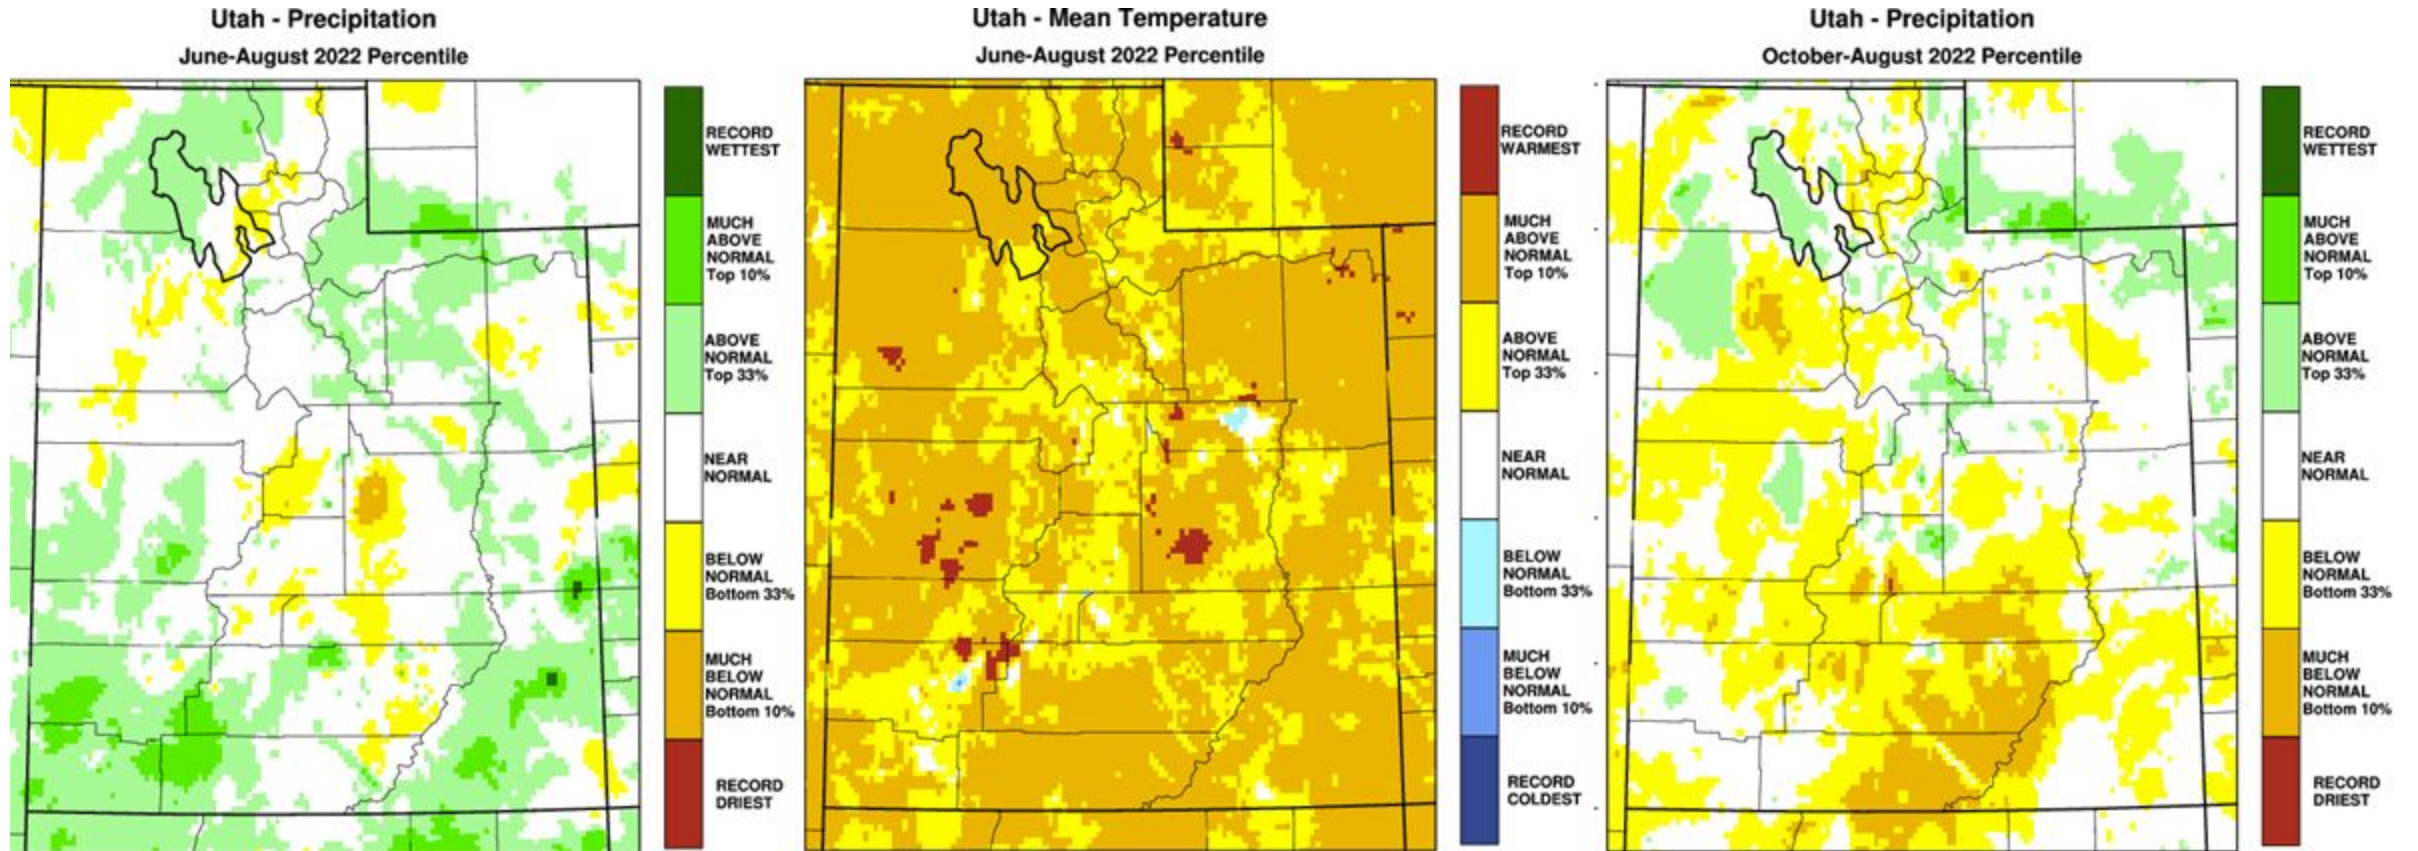 Utah - Precipitation
June-August 2022 Percentile
RECORD
WETTEST
MUCH
ABOVE
NORMAL
Top 10%
ABOVE
NORMAL
Top 33%
NEAR
NORMAL
BELOW
NORMAL
Bottom 33%
MUCH
BELOW
NORMAL
Bottom 10%
RECORD
DRIEST
Utah - Mean Temperature
June-August 2022 Percentile
RECORD
WARMEST
MUCH
ABOVE
NORMAL
Top 10%
ABOVE
NORMAL
Top 33%
NEAR
NORMAL
BELOW
NORMAL
Bottom 33%
MUCH
BELOW
NORMAL
Bottom 10%
RECORD
COLDEST
Utah - Precipitation
October-August 2022 Percentile
RECORD
WETTEST
MUCH
ABOVE
NORMAL
Top 10%
ABOVE
NORMAL
Top 33%
NEAR
NORMAL
BELOW
NORMAL
Bottom 33%
MUCH
BELOW
NORMAL
Bottom 10%
RECORD
DRIEST